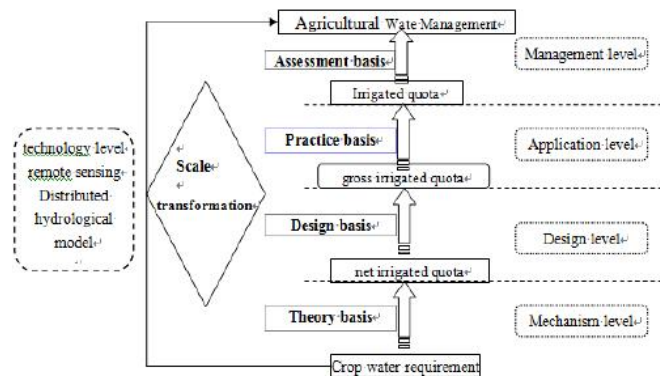 Agricultural Wate Management
Assessment basis
Management level
Irrigated quota
Practice basis
Application level
technology level
remote sensing
Distributed
hydrological
model
Scale
transformation
gross irrigated quota
Design basis
Design level
net irrigated quota
Theory basis
Mechanism level
Crop water requirement